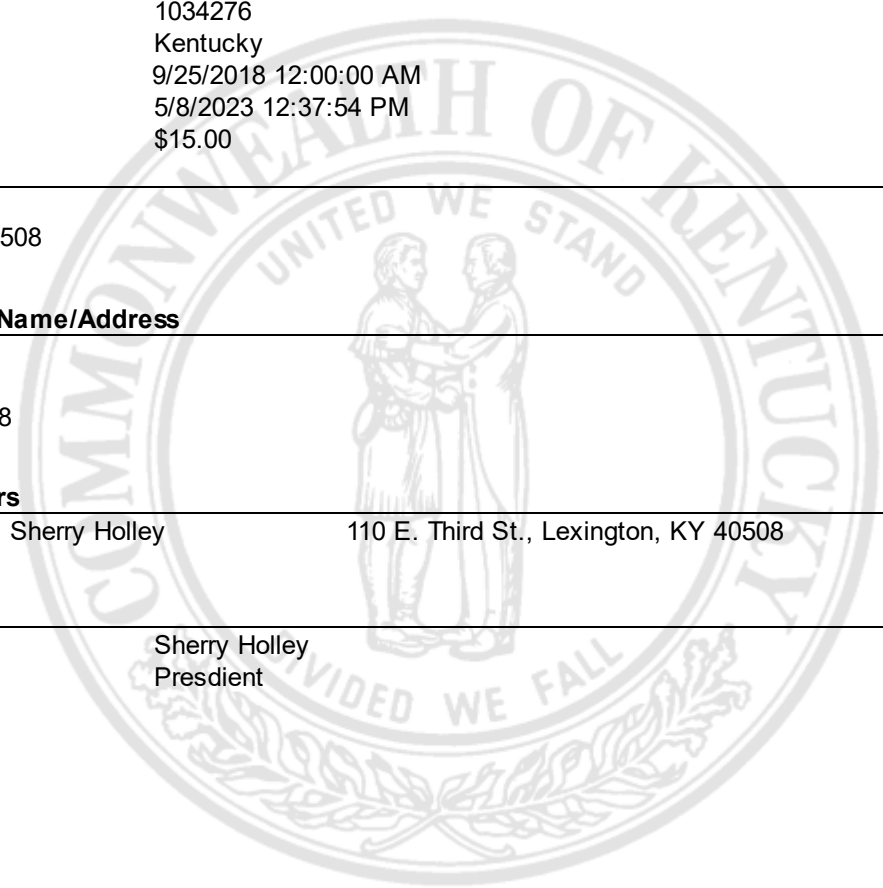 1034276
Kentucky
9/25/2018 12:00:00 AM
5/8/2023 12:37:54 PM
$15.00
508
Name/Address
8
rs
Sherry Holley 110 E. Third St., Lexington, KY 40508
Sherry Holley
Presdient
COMMONWEALTH OF KENTUCKY
UNITED WE STAND
DIVIDED WE FALL